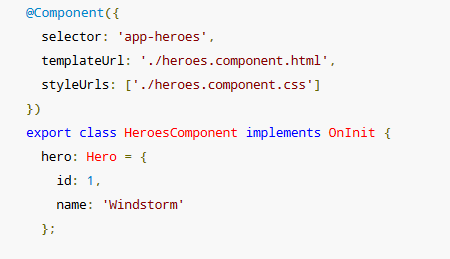 @Component({
  selector: 'app-heroes',
  templateUrl: './heroes.component.html',
  styleUrls: ['./heroes.component.css']
})
export class HeroesComponent implements OnInit {
  hero: Hero = {
    id: 1,
    name: 'Windstorm'
  };